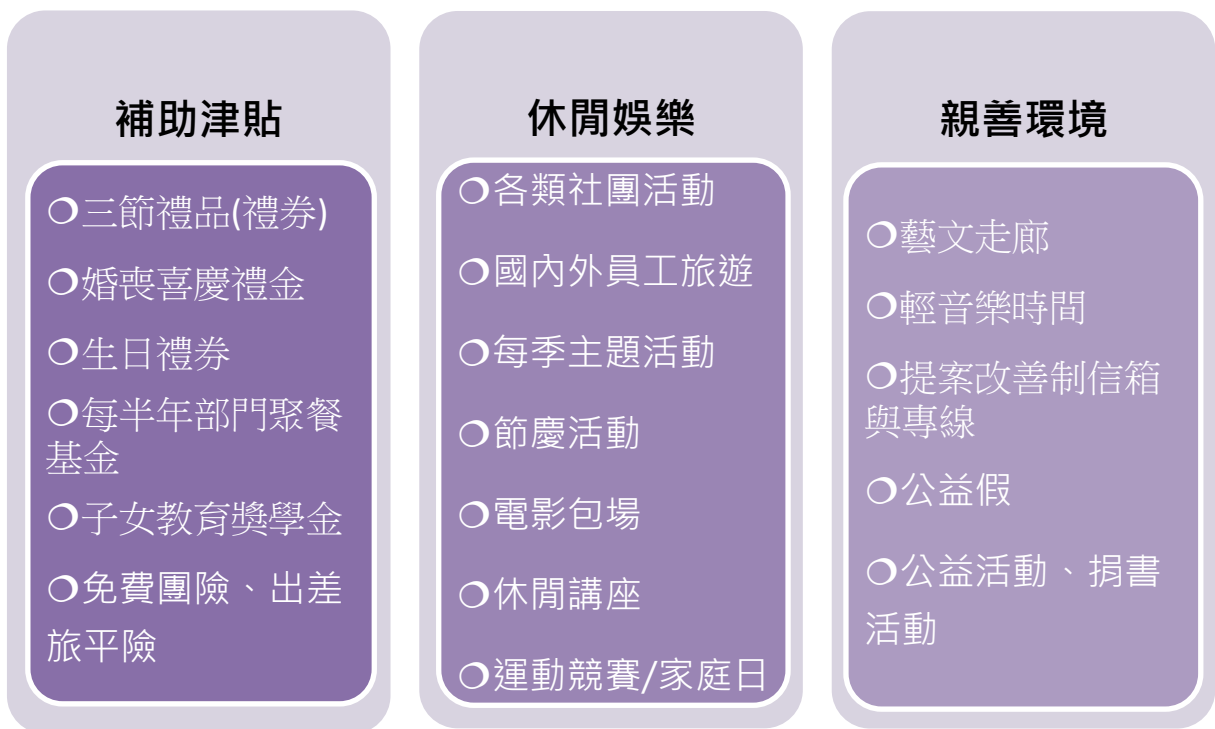 補助津貼
❍三節禮品(禮券)
❍婚喪喜慶禮金
❍生日禮券
❍每半年部門聚餐
基金
❍子女教育獎學金
❍免費團險、出差
旅平險
休閒娛樂
❍各類社團活動
❍國內外員工旅遊
❍每季主題活動
❍節慶活動
❍電影包場
❍休閒講座
❍運動競賽/家庭日
親善環境
❍藝文走廊
❍輕音樂時間
❍提案改善制信箱
與專線
❍公益假
❍公益活動、捐書
活動